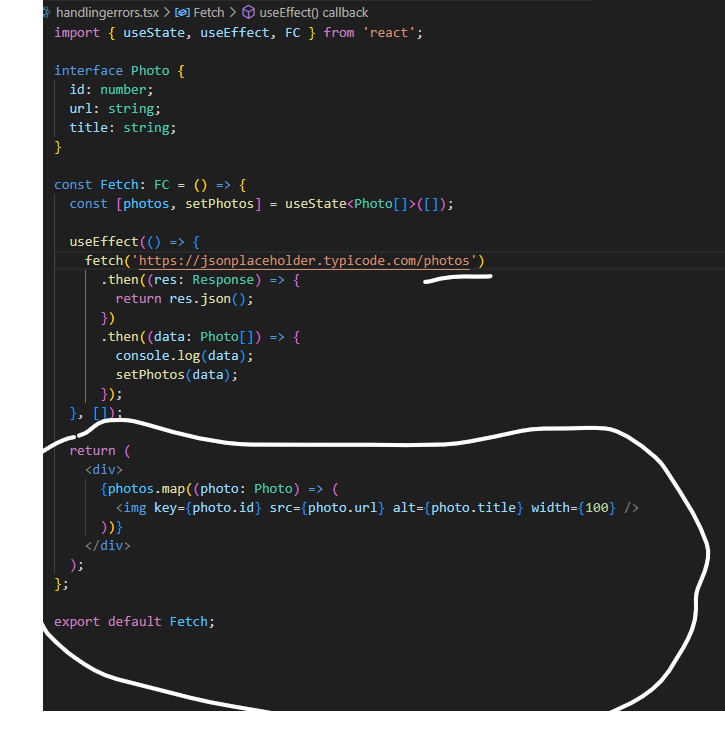 handlingerrors.tsx > Fetch > useEffect() callback
import { useState, useEffect, FC } from 'react';
interface Photo {
id: number;
url: string;
title: string;
}
const Fetch: FC = () => {
const [photos, setPhotos] = useState<Photo[]>([]);
useEffect(() => {
fetch('https://jsonplaceholder.typicode.com/photos')
.then((res: Response) => {
return res.json();
})
.then((data: Photo[]) => {
console.log(data);
setPhotos(data);
});
}, []);
return (
<div>
{photos.map((photo: Photo) => (
<img key={photo.id} src={photo.url} alt={photo.title} width={100} />
))}
</div>
);
};
export default Fetch;